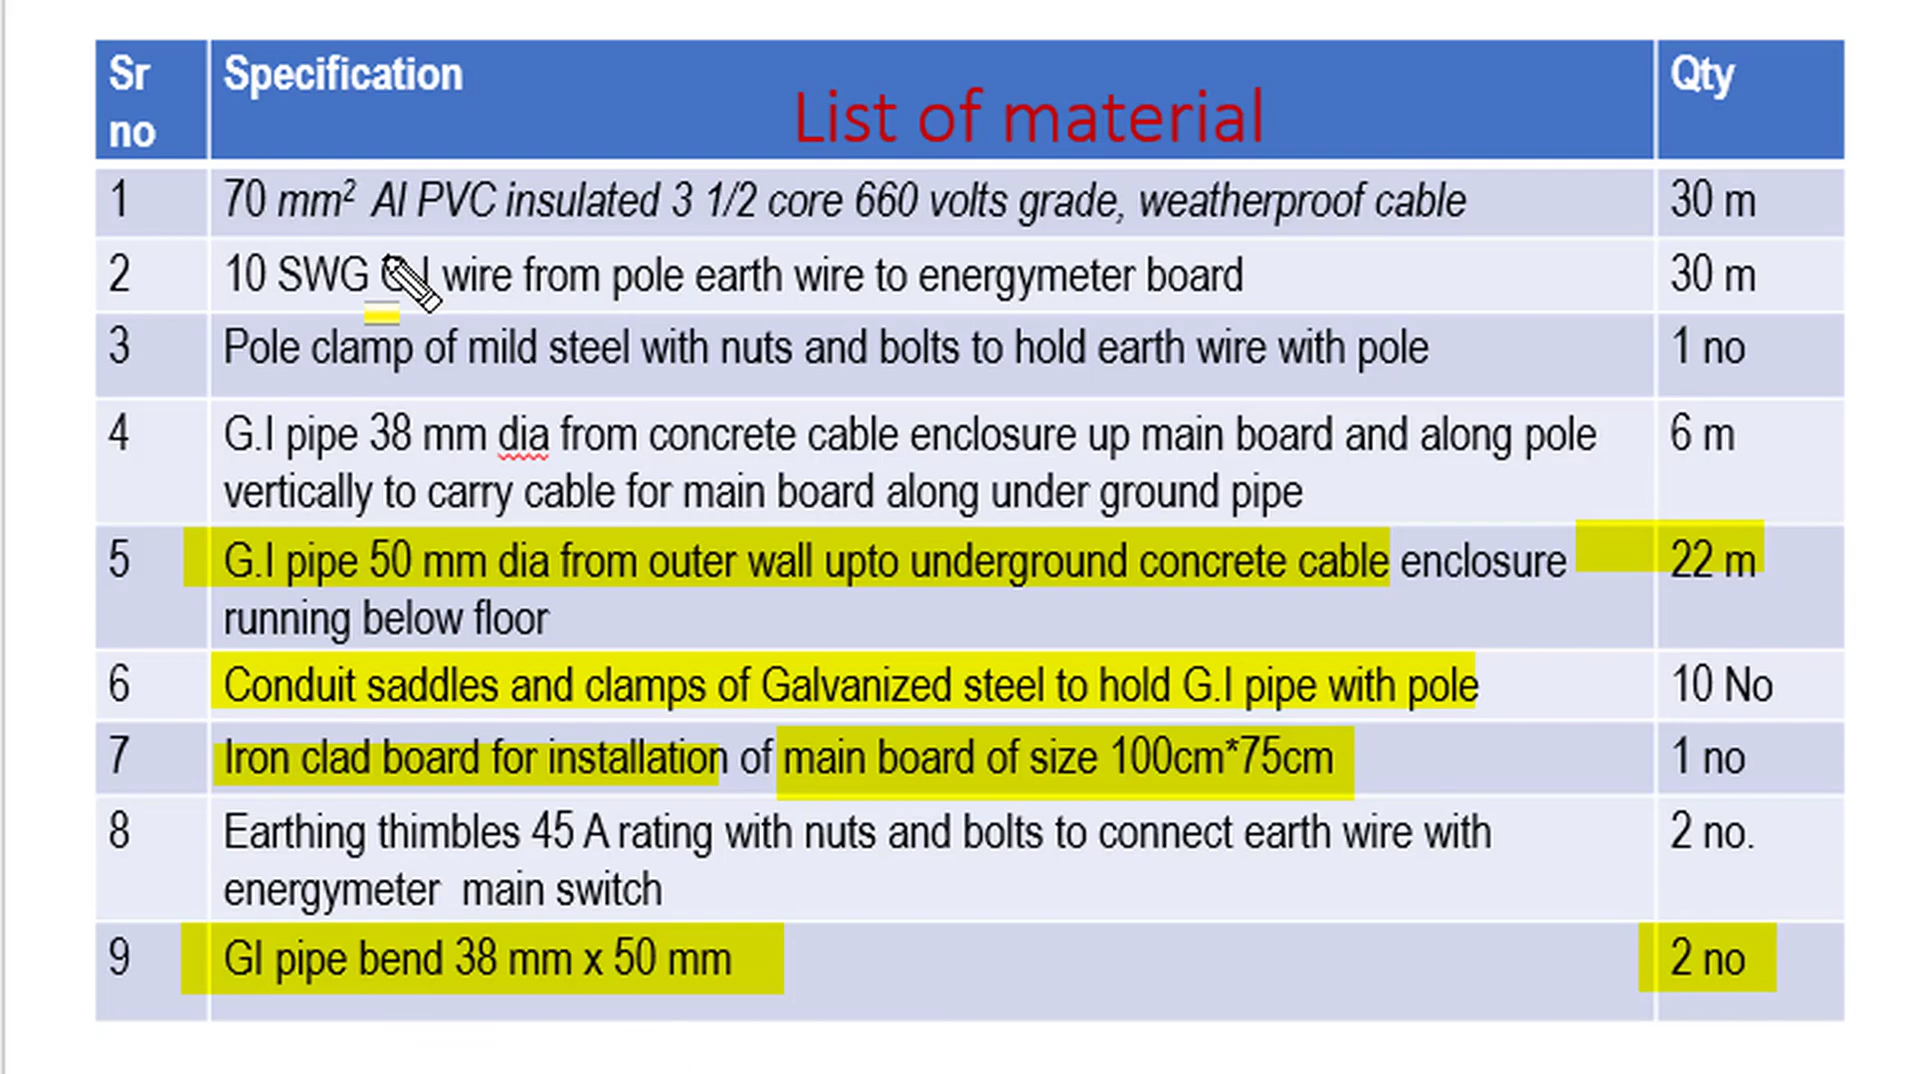 Sr no Specification List of material Qty
1 70 mm² Al PVC insulated 3 1/2 core 660 volts grade, weatherproof cable 30 m
2 10 SWG wire from pole earth wire to energymeter board 30 m
3 Pole clamp of mild steel with nuts and bolts to hold earth wire with pole 1 no
4 G.I pipe 38 mm dia from concrete cable enclosure up main board and along pole 6 m
vertically to carry cable for main board along under ground pipe
5 G.I pipe 50 mm dia from outer wall upto underground concrete cable enclosure 22 m
running below floor
6 Conduit saddles and clamps of Galvanized steel to hold G.I pipe with pole 10 No
7 Iron clad board for installation of main board of size 100cm*75cm 1 no
8 Earthing thimbles 45 A rating with nuts and bolts to connect earth wire with 2 no.
energymeter main switch
9 GI pipe bend 38 mm x 50 mm 2 no